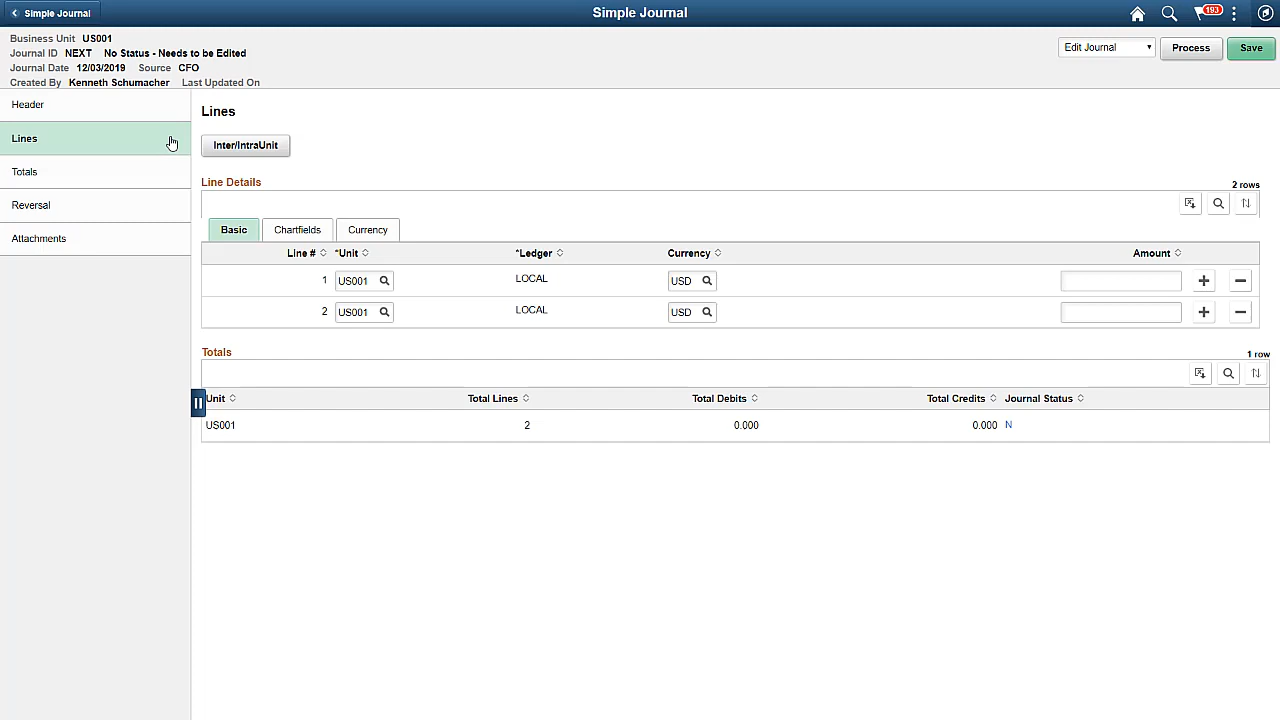 Simple Journal
Simple Journal
193
Business Unit US001
Journal ID NEXT No Status - Needs to be Edited
Journal Date 12/03/2019 Source CFO
Created By Kenneth Schumacher Last Updated On
Edit Journal
Process
Save
Header
Lines
Totals
Reversal
Attachments
Lines
Inter/IntraUnit
Line Details
2 rows
Basic Chartfields Currency
Line # *Unit *Ledger Currency Amount
1 US001 LOCAL USD
2 US001 LOCAL USD
Totals
1 row
Unit Total Lines Total Debits Total Credits Journal Status
US001 2 0.000 0.000 N